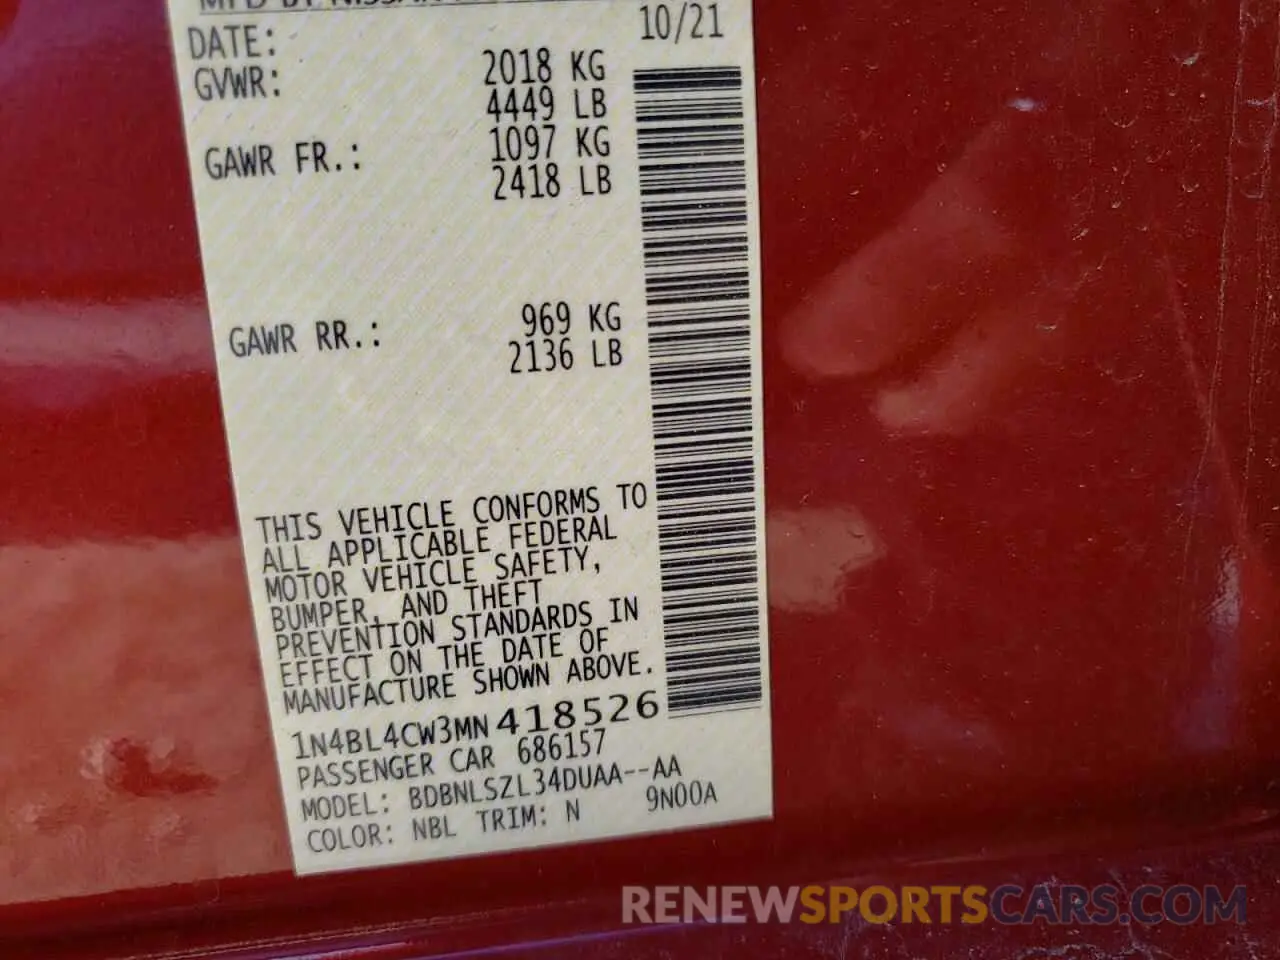 MFD BY NISSAN
DATE: 10/21
GVWR: 2018 KG
4449 LB
GAWR FR.: 1097 KG
2418 LB
GAWR RR.: 969 KG
2136 LB
THIS VEHICLE CONFORMS TO
ALL APPLICABLE FEDERAL
MOTOR VEHICLE SAFETY,
BUMPER, AND THEFT
PREVENTION STANDARDS IN
EFFECT ON THE DATE OF
MANUFACTURE SHOWN ABOVE.
1N4BL4CW3MN418526
PASSENGER CAR 686157
MODEL: BDBNLSZL34DUAA--AA
COLOR: NBL TRIM: N 9N00A
RENEWSPORTSCARS.COM